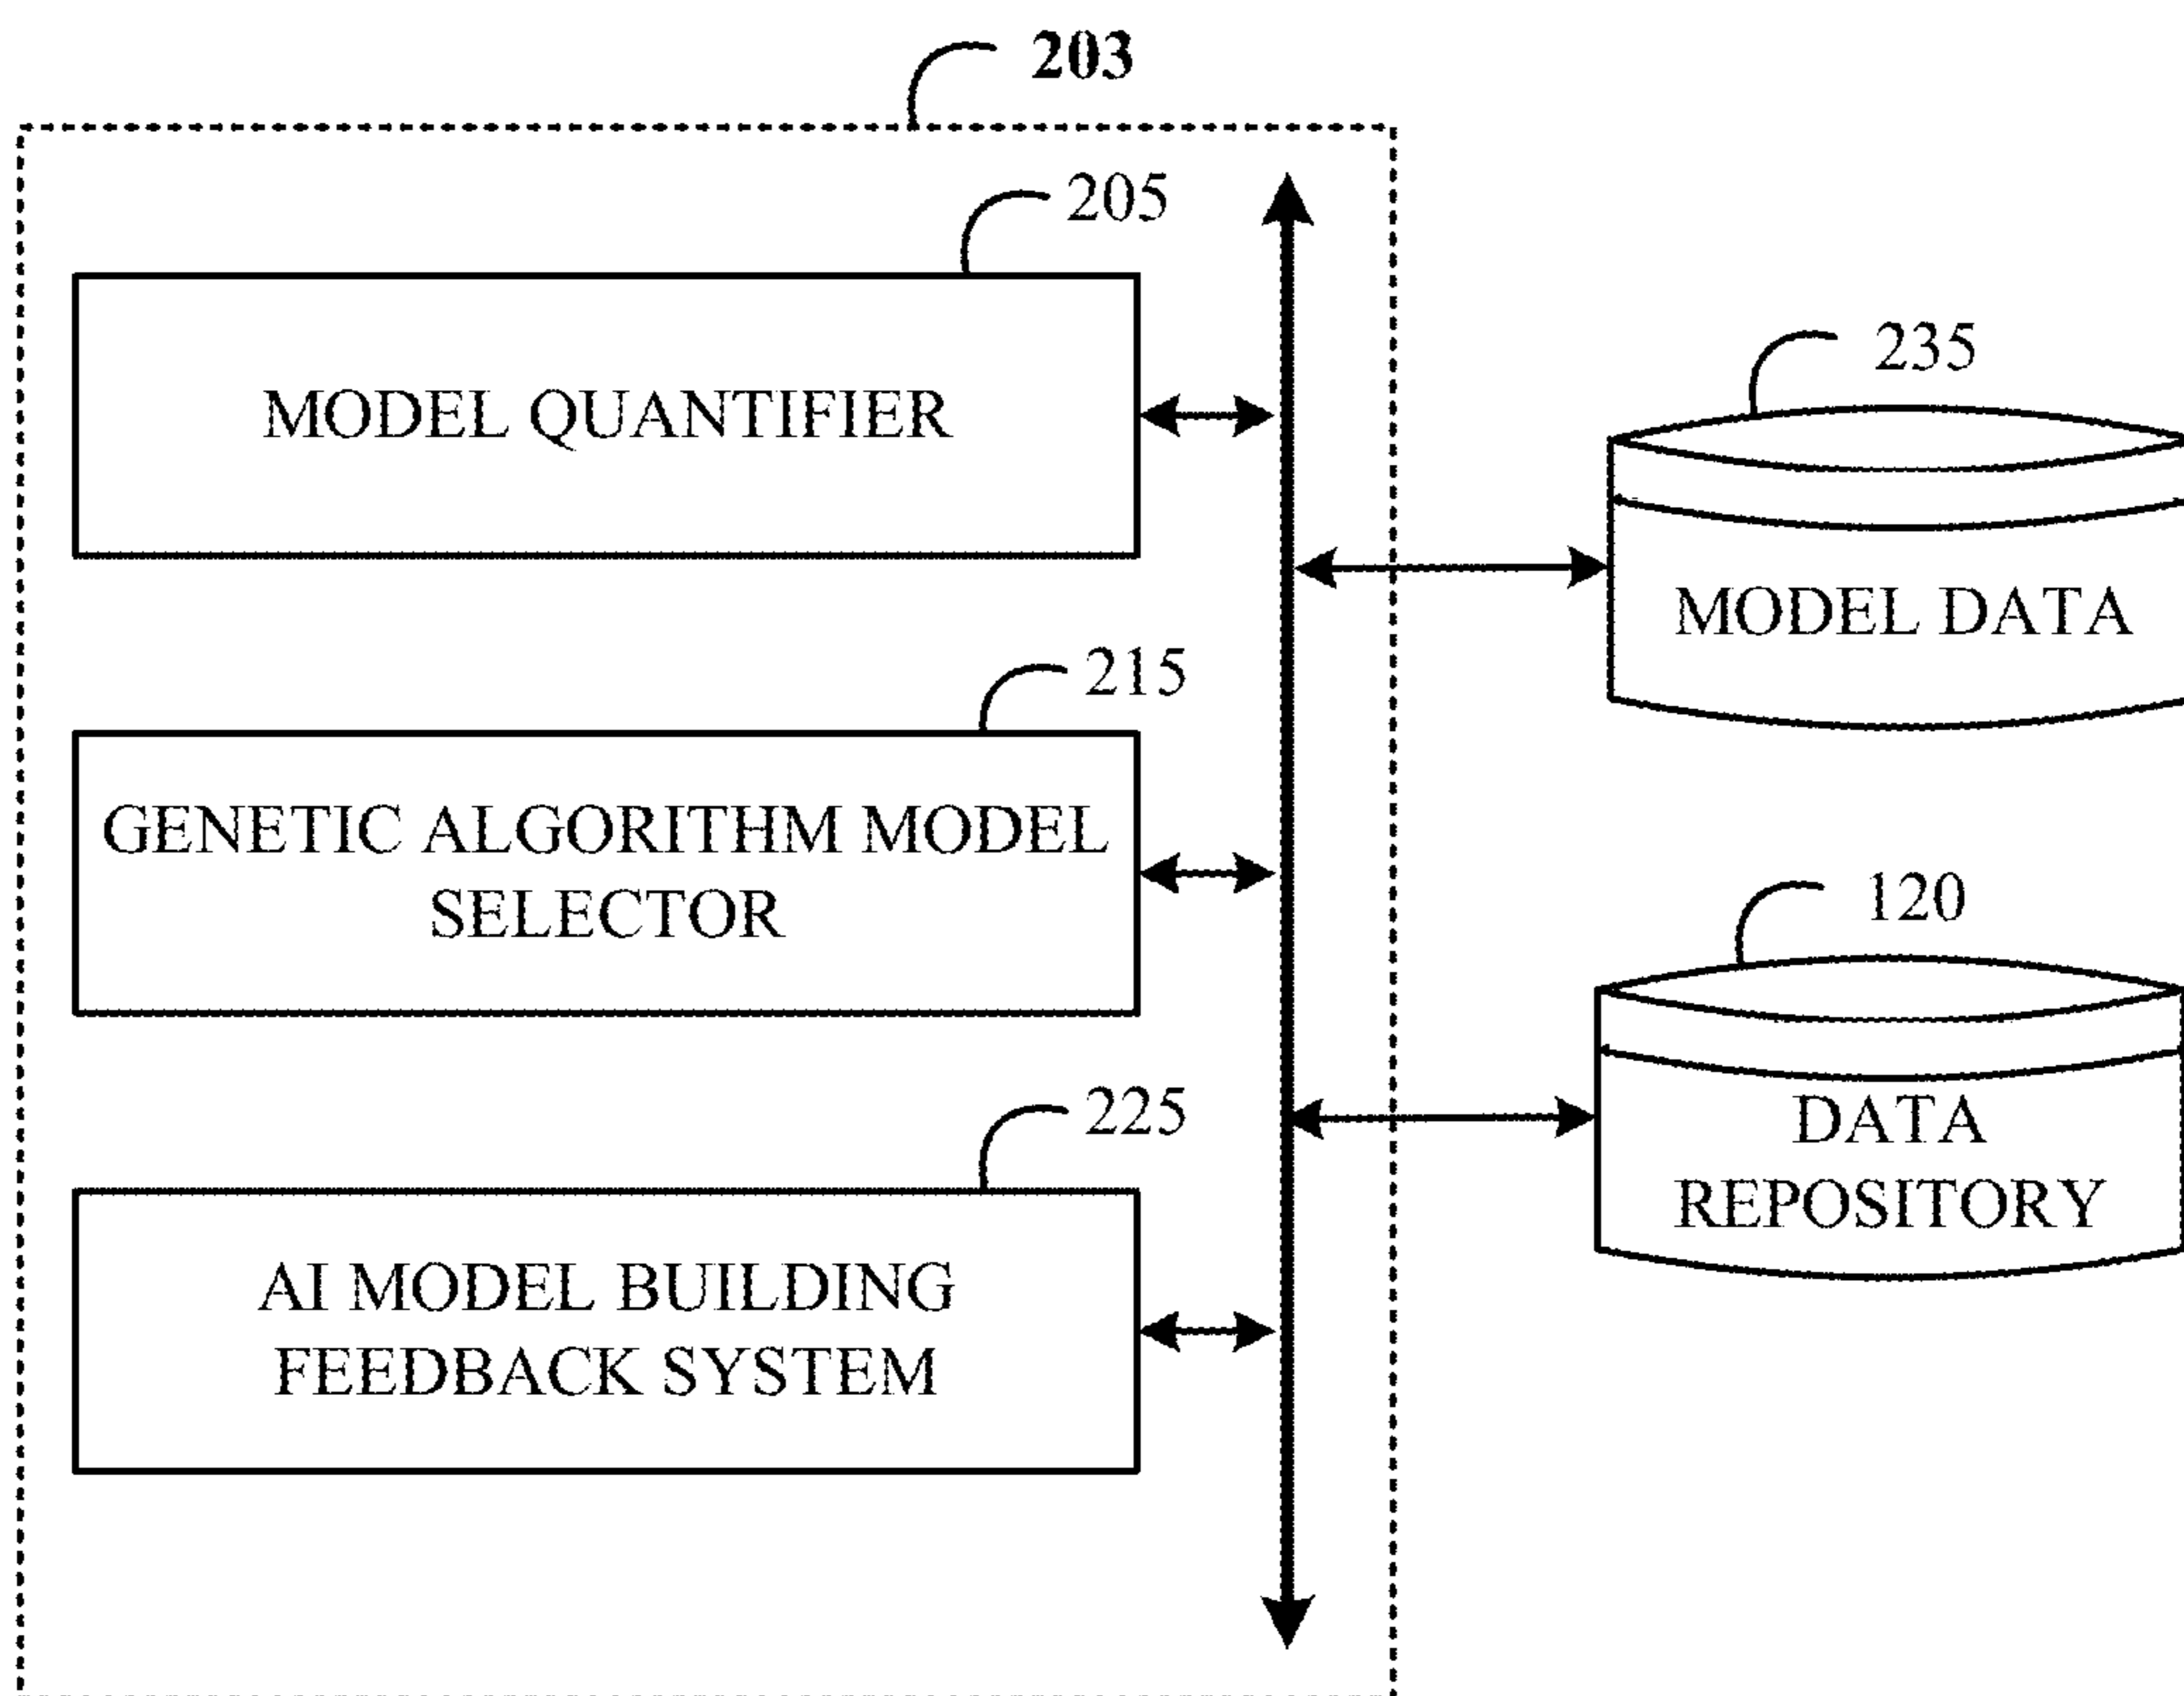 203
205
MODEL QUANTIFIER
235
MODEL DATA
215
GENETIC ALGORITHM MODEL
SELECTOR
120
DATA
REPOSITORY
225
AI MODEL BUILDING
FEEDBACK SYSTEM